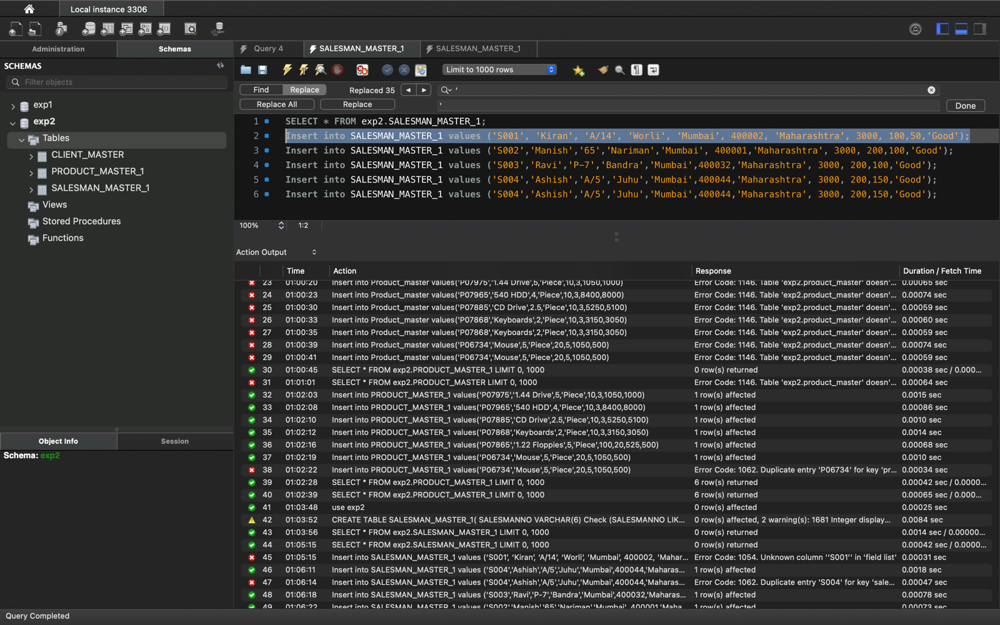 Local instance 3306
Administration
Schemas
Query 4
SALESMAN_MASTER_1
SALESMAN_MASTER_1
SCHEMAS
Filter objects
exp1
exp2
Tables
CLIENT_MASTER
PRODUCT_MASTER_1
SALESMAN_MASTER_1
Views
Stored Procedures
Functions
Object Info
Session
Schema: exp2
Limit to 1000 rows
Find Replace Replaced 35 ’
Replace All Replace ' Done
1 SELECT * FROM exp2.SALESMAN_MASTER_1;
2 Insert into SALESMAN_MASTER_1 values ('S001', 'Kiran', 'A/14', 'Worli', 'Mumbai', 400002, 'Maharashtra', 3000, 100,50,'Good');
3 Insert into SALESMAN_MASTER_1 values ('S002','Manish','65','Nariman','Mumbai', 400001,'Maharashtra', 3000, 200,100,'Good');
4 Insert into SALESMAN_MASTER_1 values ('S003','Ravi','P-7','Bandra','Mumbai',400032,'Maharashtra', 3000, 200,100,'Good');
5 Insert into SALESMAN_MASTER_1 values ('S004','Ashish','A/5','Juhu','Mumbai',400044,'Maharashtra', 3000, 200,150,'Good');
6 Insert into SALESMAN_MASTER_1 values ('S004','Ashish','A/5','Juhu','Mumbai',400044,'Maharashtra', 3000, 200,150,'Good');
100% 1:2
Action Output
Time Action Response Duration / Fetch Time
23 01:00:20 Insert into Product_master values('P07975','1.44 Drive',5,'Piece',10,3,1050,1000) Error Code: 1146. Table 'exp2.product_master' doesn'... 0.00065 sec
24 01:00:23 Insert into Product_master values('P07965','540 HDD',4,'Piece',10,3,8400,8000) Error Code: 1146. Table 'exp2.product_master' doesn'... 0.00074 sec
25 01:00:30 Insert into Product_master values('P07885','CD Drive',2.5,'Piece',10,3,5250,5100) Error Code: 1146. Table 'exp2.product_master' doesn'... 0.00059 sec
26 01:00:33 Insert into Product_master values('P07868','Keyboards',2,'Piece',10,3,3150,3050) Error Code: 1146. Table 'exp2.product_master' doesn'... 0.00060 sec
27 01:00:35 Insert into Product_master values('P07868','Keyboards',2,'Piece',10,3,3150,3050) Error Code: 1146. Table 'exp2.product_master' doesn'... 0.00059 sec
28 01:00:39 Insert into Product_master values('P06734','Mouse',5,'Piece',20,5,1050,500) Error Code: 1146. Table 'exp2.product_master' doesn'... 0.00074 sec
29 01:00:41 Insert into Product_master values('P06734','Mouse',5,'Piece',20,5,1050,500) Error Code: 1146. Table 'exp2.product_master' doesn'... 0.00059 sec
30 01:00:45 SELECT * FROM exp2.PRODUCT_MASTER_1 LIMIT 0, 1000 0 row(s) returned 0.00038 sec / 0.000...
31 01:01:01 SELECT * FROM exp2.PRODUCT_MASTER LIMIT 0, 1000 Error Code: 1146. Table 'exp2.product_master' doesn'... 0.00064 sec
32 01:02:03 Insert into PRODUCT_MASTER_1 values('P07975','1.44 Drive',5,'Piece',10,3,1050,1000) 1 row(s) affected 0.0015 sec
33 01:02:08 Insert into PRODUCT_MASTER_1 values('P07965','540 HDD',4,'Piece',10,3,8400,8000) 1 row(s) affected 0.00086 sec
34 01:02:10 Insert into PRODUCT_MASTER_1 values('P07885','CD Drive',2.5,'Piece',10,3,5250,5100) 1 row(s) affected 0.0010 sec
35 01:02:12 Insert into PRODUCT_MASTER_1 values('P07868','Keyboards',2,'Piece',10,3,3150,3050) 1 row(s) affected 0.0014 sec
36 01:02:16 Insert into PRODUCT_MASTER_1 values('P07865','1.22 Floppies',5,'Piece',100,20,525,500) 1 row(s) affected 0.00068 sec
37 01:02:19 Insert into PRODUCT_MASTER_1 values('P06734','Mouse',5,'Piece',20,5,1050,500) 1 row(s) affected 0.0010 sec
38 01:02:22 Insert into PRODUCT_MASTER_1 values('P06734','Mouse',5,'Piece',20,5,1050,500) Error Code: 1062. Duplicate entry 'P06734' for key 'pr... 0.00034 sec
39 01:02:28 SELECT * FROM exp2.PRODUCT_MASTER_1 LIMIT 0, 1000 6 row(s) returned 0.00042 sec / 0.0000...
40 01:02:39 SELECT * FROM exp2.PRODUCT_MASTER_1 LIMIT 0, 1000 6 row(s) returned 0.00065 sec / 0.000...
41 01:03:48 use exp2 0 row(s) affected 0.00025 sec
42 01:03:52 CREATE TABLE SALESMAN_MASTER_1( SALESMANNO VARCHAR(6) Check (SALESMANNO LIK... 0 row(s) affected, 2 warning(s): 1681 Integer display... 0.0084 sec
43 01:03:56 SELECT * FROM exp2.SALESMAN_MASTER_1 LIMIT 0, 1000 0 row(s) returned 0.0014 sec / 0.00000...
44 01:05:15 SELECT * FROM exp2.SALESMAN_MASTER_1 LIMIT 0, 1000 0 row(s) returned 0.00042 sec / 0.0000...
45 01:05:15 Insert into SALESMAN_MASTER_1 values (‘S001’, ‘Kiran’, ‘A/14’, ‘Worli’, ‘Mumbai’, 400002, ‘Mahar... Error Code: 1054. Unknown column '‘S001’' in 'field list' 0.00031 sec
46 01:06:11 Insert into SALESMAN_MASTER_1 values ('S004','Ashish','A/5','Juhu','Mumbai',400044,'Maharas... 1 row(s) affected 0.0018 sec
47 01:06:14 Insert into SALESMAN_MASTER_1 values ('S004','Ashish','A/5','Juhu','Mumbai',400044,'Maharas... Error Code: 1062. Duplicate entry 'S004' for key 'sale... 0.00047 sec
48 01:06:18 Insert into SALESMAN_MASTER_1 values ('S003','Ravi','P-7','Bandra','Mumbai',400032,'Maharas... 1 row(s) affected 0.00078 sec
49 01:06:22 Insert into SALESMAN_MASTER_1 values ('S002','Manish','65','Nariman','Mumbai', 400001,'Maha... 1 row(s) affected 0.00073 sec
Query Completed